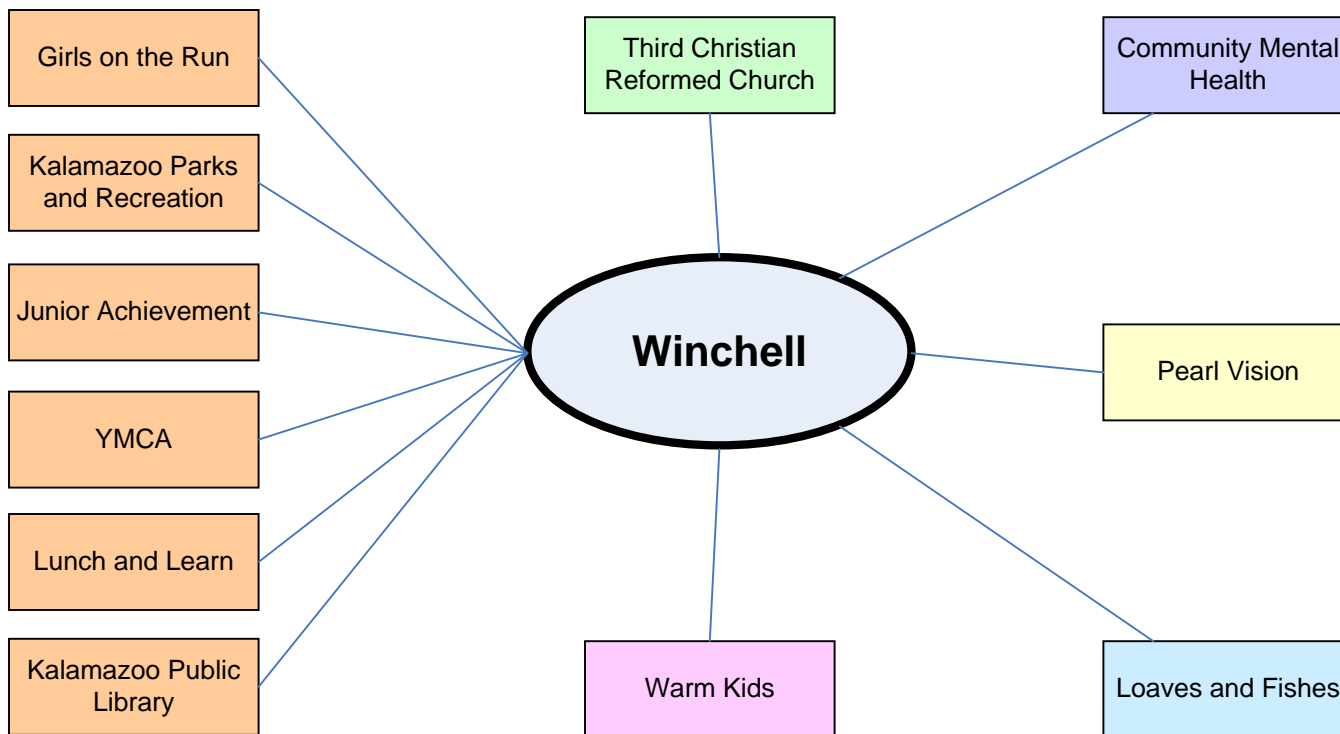 Girls on the Run
Third Christian
Reformed Church
Community Mental
Health
Kalamazoo Parks
and Recreation
Junior Achievement
Winchell
Pearl Vision
YMCA
Lunch and Learn
Kalamazoo Public
Library
Warm Kids
Loaves and Fishes